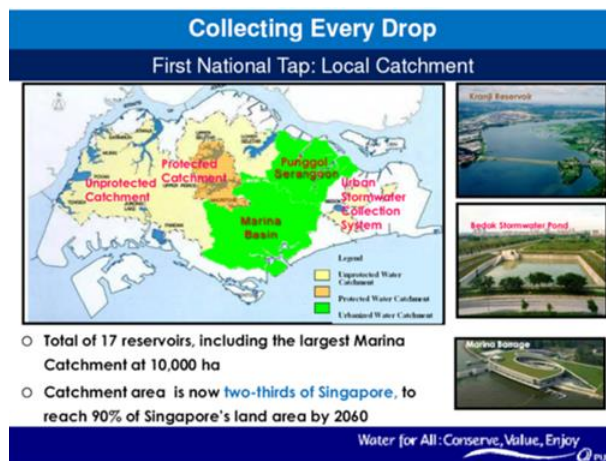 Collecting Every Drop
First National Tap: Local Catchment
Kranji Reservoir
Protected
Catchment
Unprotected
Catchment
Punggol
Serangoon
Urban
Stormwater
Collection
System
Marina
Basin
Legend
Unprotected Water
Catchment
Protected Water Catchment
Urbanized Water Catchment
Bedok Stormwater Pond
Marina Barrage
Total of 17 reservoirs, including the largest Marina
Catchment at 10,000 ha
Catchment area is now two-thirds of Singapore, to
reach 90% of Singapore's land area by 2060
Water for All: Conserve, Value, Enjoy